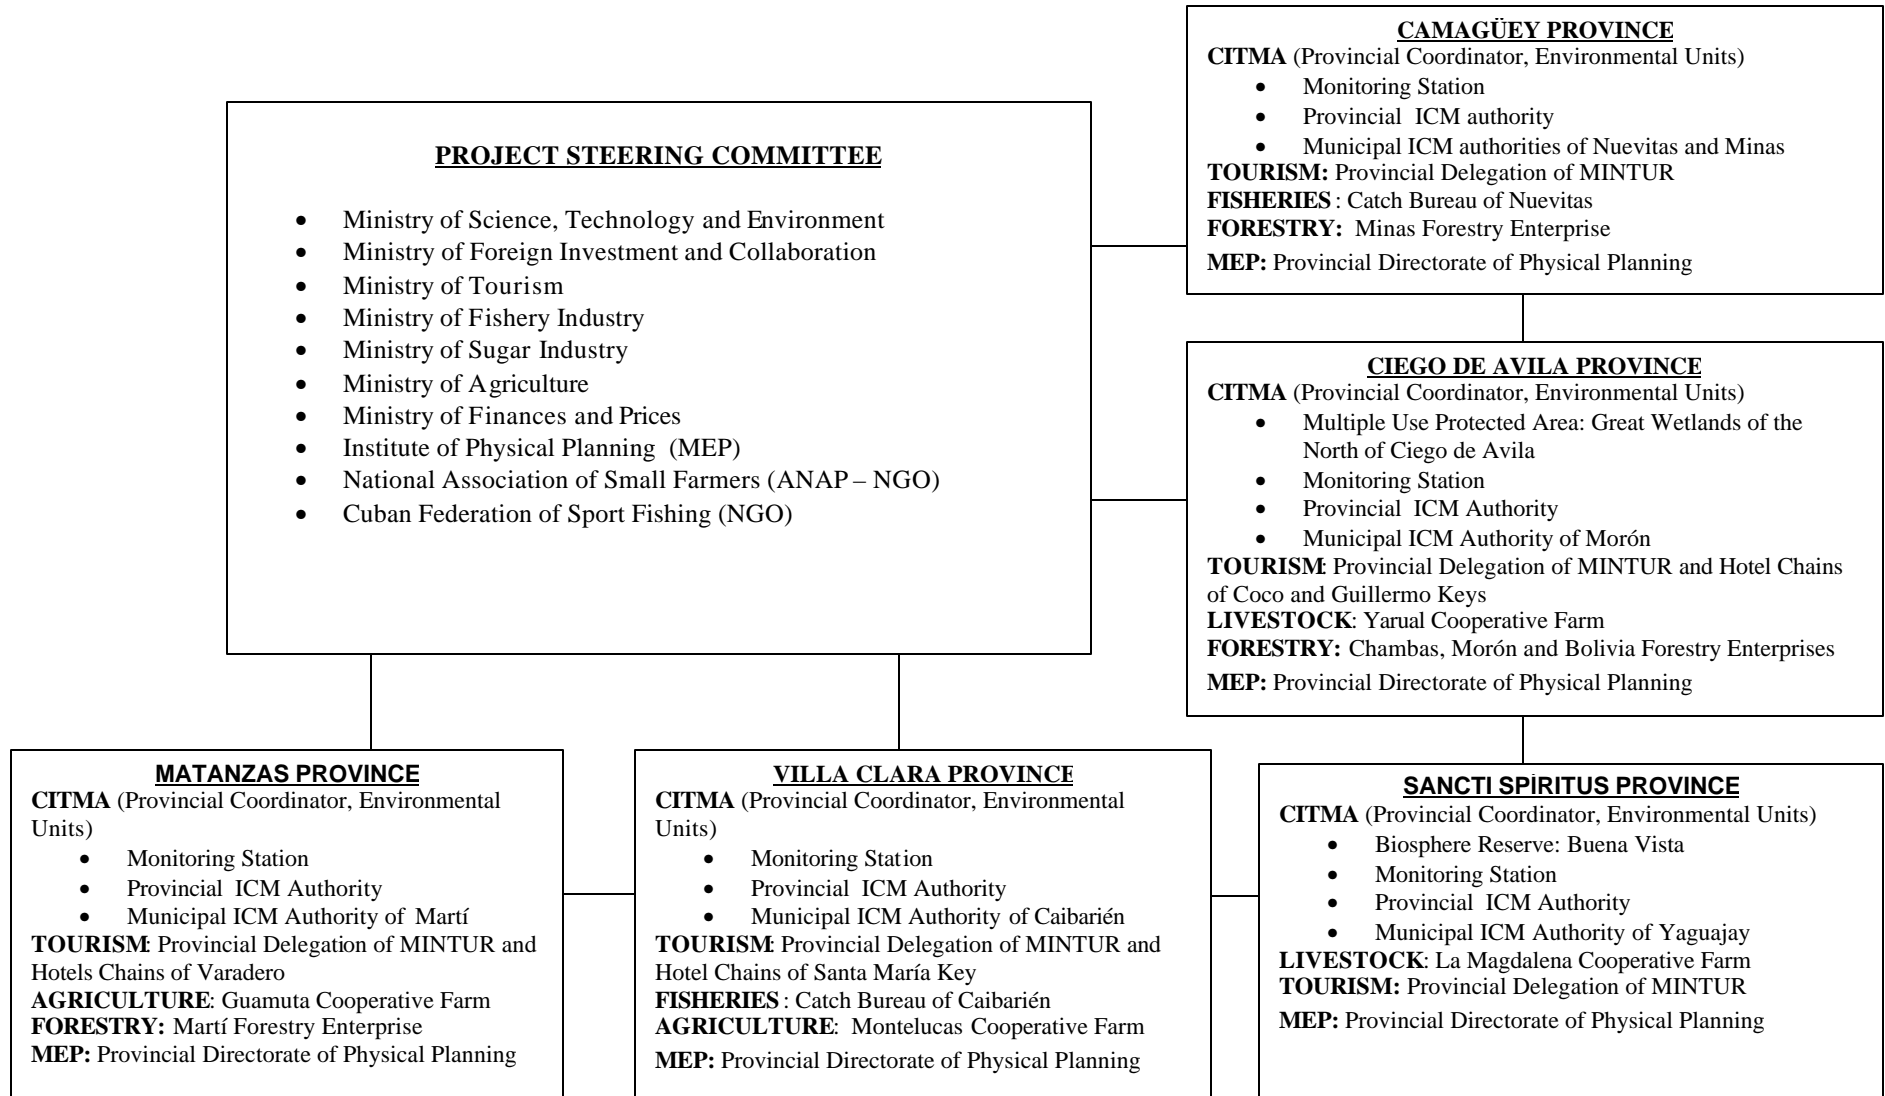 PROJECT STEERING COMMITTEE
• Ministry of Science, Technology and Environment
• Ministry of Foreign Investment and Collaboration
• Ministry of Tourism
• Ministry of Fishery Industry
• Ministry of Sugar Industry
• Ministry of Agriculture
• Ministry of Finances and Prices
• Institute of Physical Planning (MEP)
• National Association of Small Farmers (ANAP – NGO)
• Cuban Federation of Sport Fishing (NGO)
CAMAGÜEY PROVINCE
CITMA (Provincial Coordinator, Environmental Units)
• Monitoring Station
• Provincial ICM authority
• Municipal ICM authorities of Nuevitas and Minas
TOURISM: Provincial Delegation of MINTUR
FISHERIES : Catch Bureau of Nuevitas
FORESTRY: Minas Forestry Enterprise
MEP: Provincial Directorate of Physical Planning
CIEGO DE AVILA PROVINCE
CITMA (Provincial Coordinator, Environmental Units)
• Multiple Use Protected Area: Great Wetlands of the
North of Ciego de Avila
• Monitoring Station
• Provincial ICM Authority
• Municipal ICM Authority of Morón
TOURISM: Provincial Delegation of MINTUR and Hotel Chains
of Coco and Guillermo Keys
LIVESTOCK: Yarual Cooperative Farm
FORESTRY: Chambas, Morón and Bolivia Forestry Enterprises
MEP: Provincial Directorate of Physical Planning
MATANZAS PROVINCE
CITMA (Provincial Coordinator, Environmental
Units)
• Monitoring Station
• Provincial ICM Authority
• Municipal ICM Authority of Martí
TOURISM: Provincial Delegation of MINTUR and
Hotels Chains of Varadero
AGRICULTURE: Guamuta Cooperative Farm
FORESTRY: Martí Forestry Enterprise
MEP: Provincial Directorate of Physical Planning
VILLA CLARA PROVINCE
CITMA (Provincial Coordinator, Environmental
Units)
• Monitoring Station
• Provincial ICM Authority
• Municipal ICM Authority of Caibarién
TOURISM: Provincial Delegation of MINTUR and
Hotel Chains of Santa María Key
FISHERIES : Catch Bureau of Caibarién
AGRICULTURE: Montelucas Cooperative Farm
MEP: Provincial Directorate of Physical Planning
SANCTI SPÍRITUS PROVINCE
CITMA (Provincial Coordinator, Environmental Units)
• Biosphere Reserve: Buena Vista
• Monitoring Station
• Provincial ICM Authority
• Municipal ICM Authority of Yaguajay
LIVESTOCK: La Magdalena Cooperative Farm
TOURISM: Provincial Delegation of MINTUR
MEP: Provincial Directorate of Physical Planning